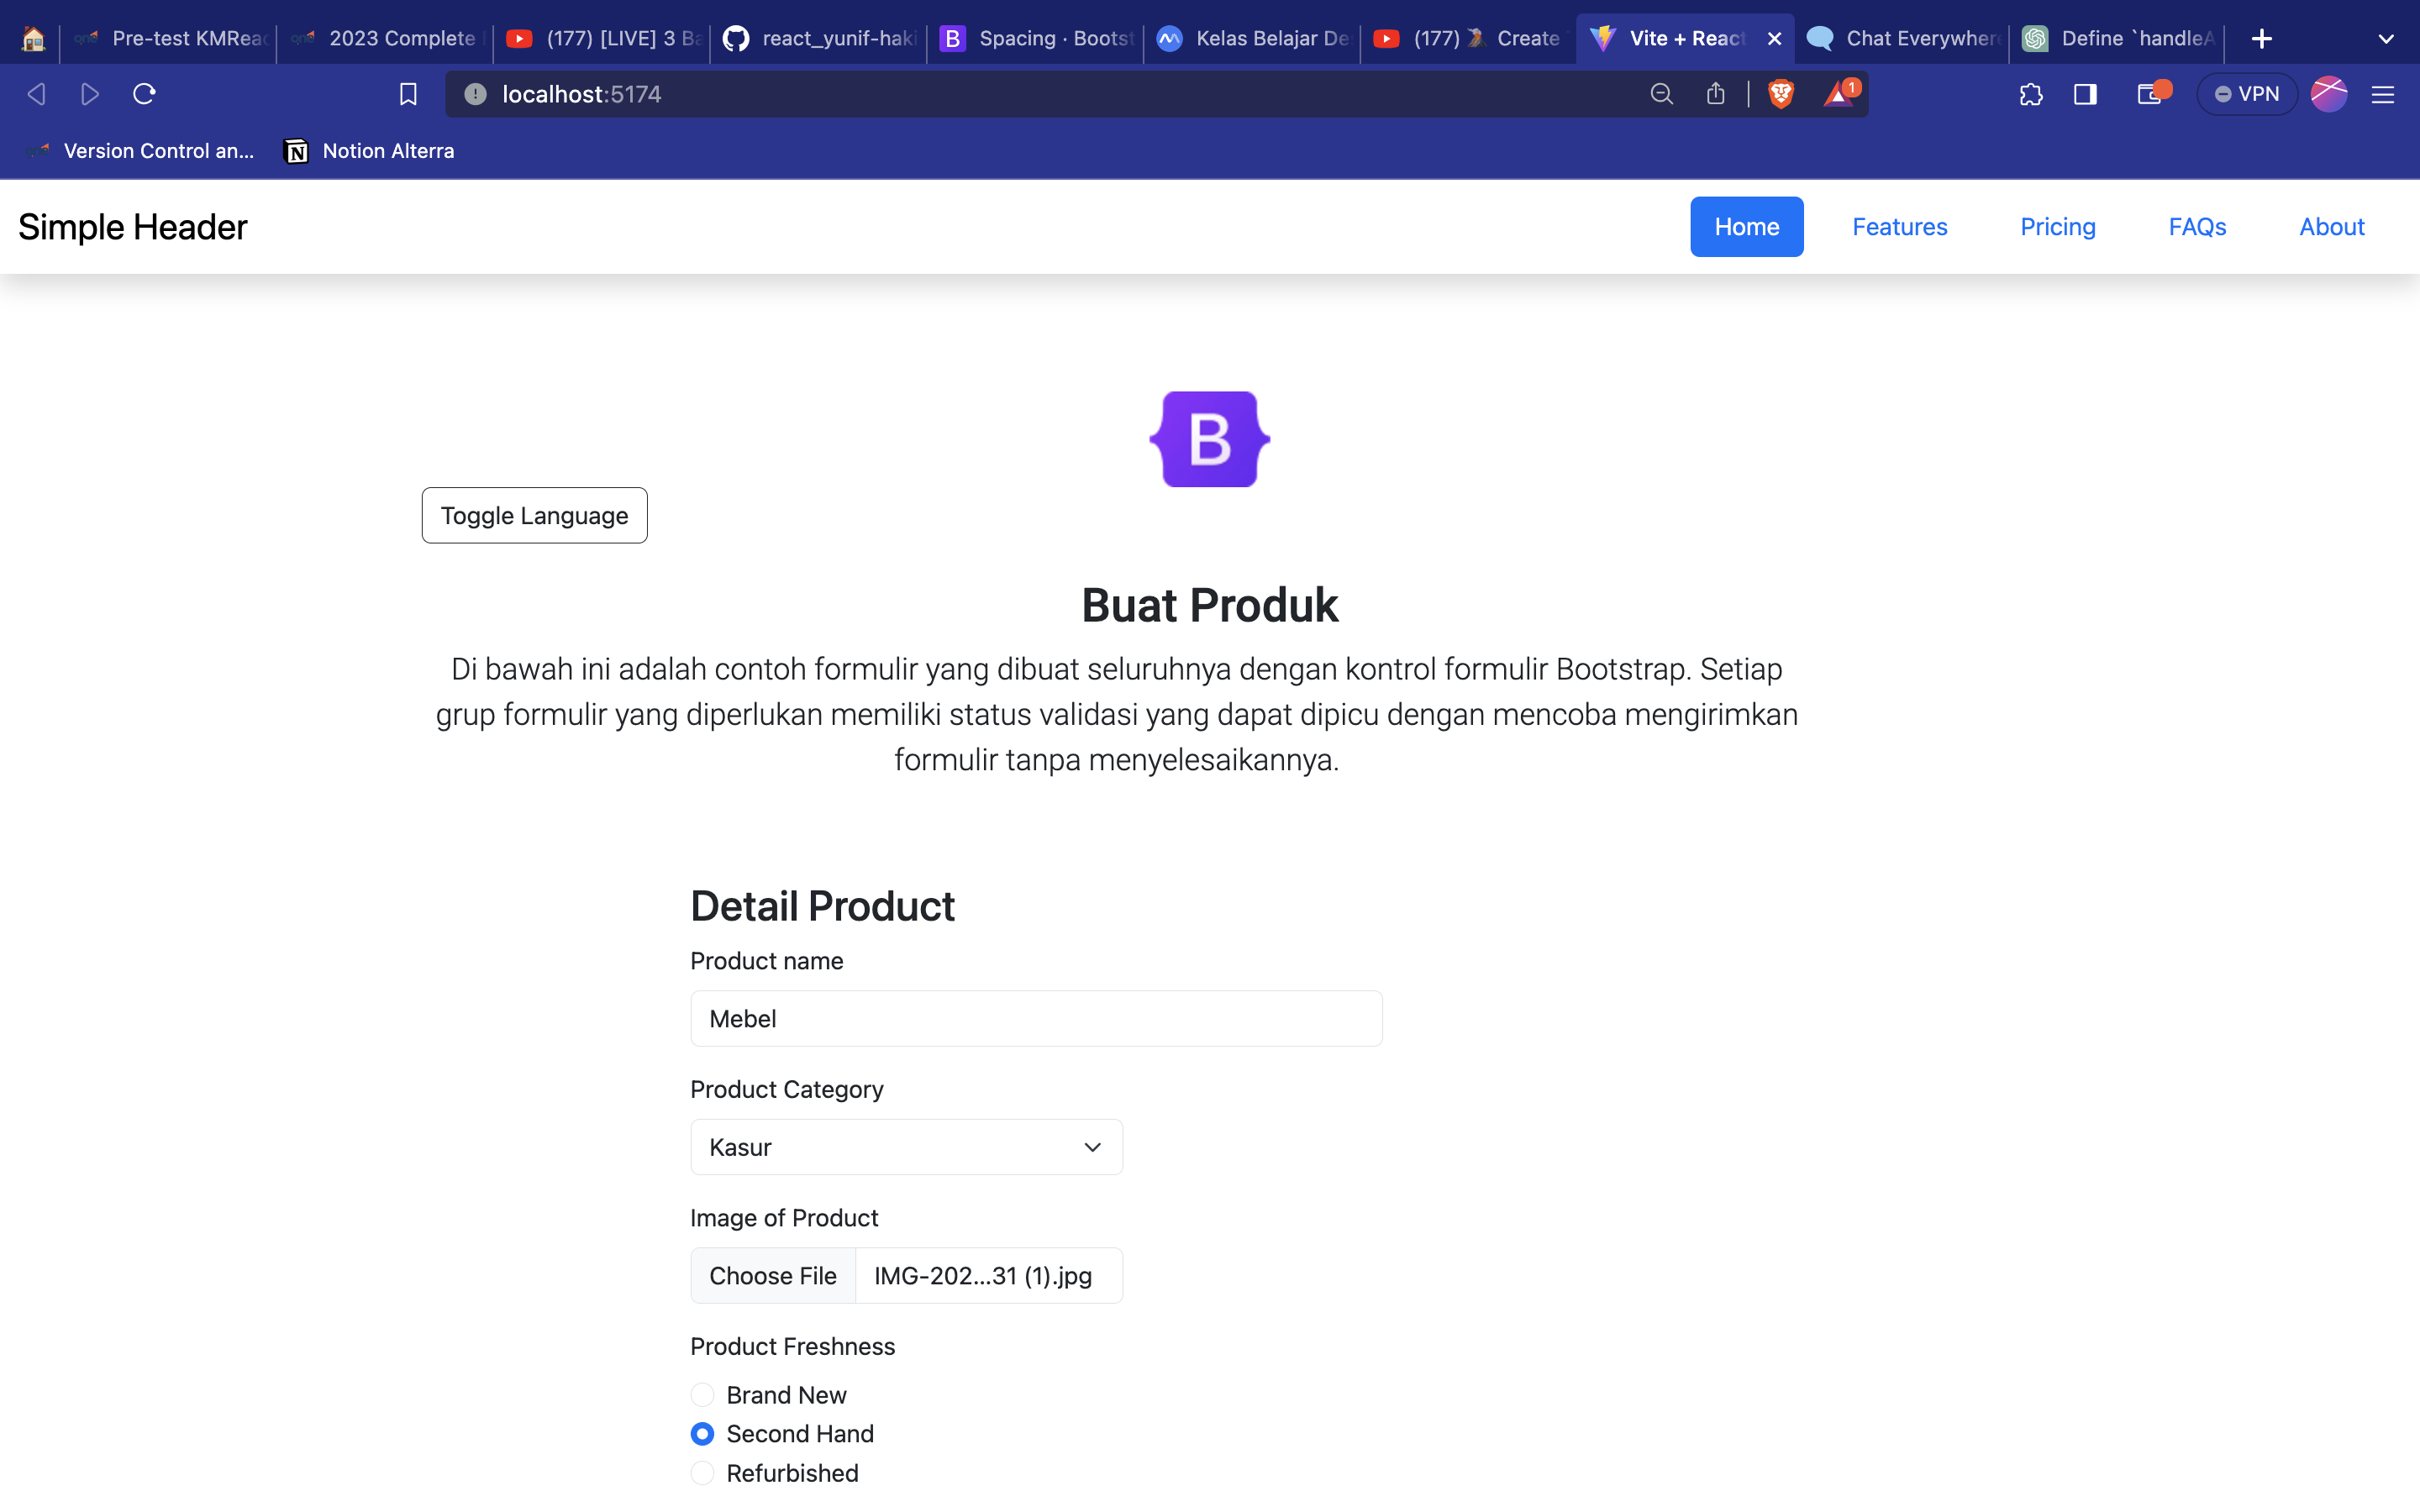 Pre-test KMReac
2023 Complete
(177) [LIVE] 3 Ba
react_yunif-haki
B
Spacing · Bootst
Kelas Belajar De
(177) Create
Vite + React
Chat Everywhere
Define `handleA
localhost:5174
1
VPN
Version Control an...
N
Notion Alterra
Simple Header
Home
Features
Pricing
FAQs
About
B
Toggle Language
Buat Produk
Di bawah ini adalah contoh formulir yang dibuat seluruhnya dengan kontrol formulir Bootstrap. Setiap
grup formulir yang diperlukan memiliki status validasi yang dapat dipicu dengan mencoba mengirimkan
formulir tanpa menyelesaikannya.
Detail Product
Product name
Mebel
Product Category
Kasur
Image of Product
Choose File
IMG-202...31 (1).jpg
Product Freshness
Brand New
Second Hand
Refurbished